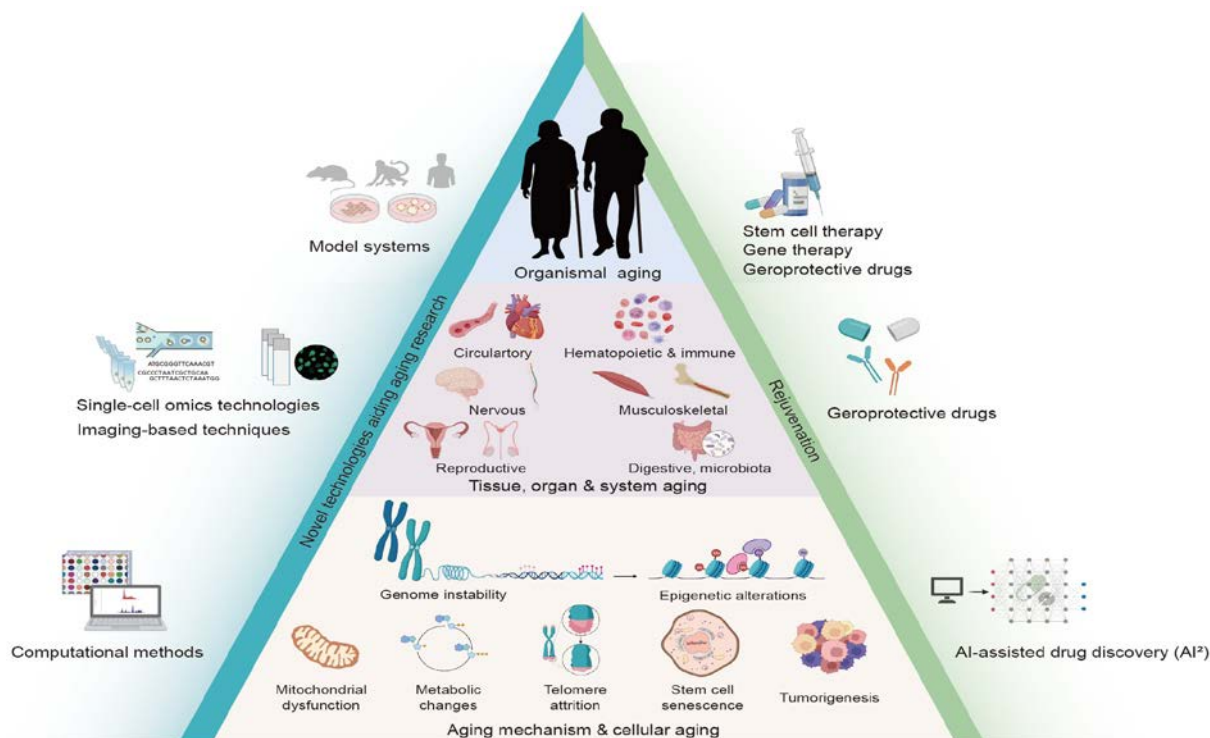 Organismal aging
Model systems
Stem cell therapy
Gene therapy
Geroprotective drugs
Novel technologies aiding aging research
Rejuvenation
Circulartory
Hematopoietic & immune
Nervous
Musculoskeletal
Reproductive
Digestive, microbiota
Tissue, organ & system aging
ATGCGGGTTCAAACGT
CGCCCTAATCGCTGCAA
GCTTTAACTCTAAATGG
Single-cell omics technologies
Imaging-based techniques
Geroprotective drugs
Genome instability
Epigenetic alterations
Computational methods
AI-assisted drug discovery (AI²)
Mitochondrial
dysfunction
Metabolic
changes
Telomere
attrition
Stem cell
senescence
Tumorigenesis
Aging mechanism & cellular aging